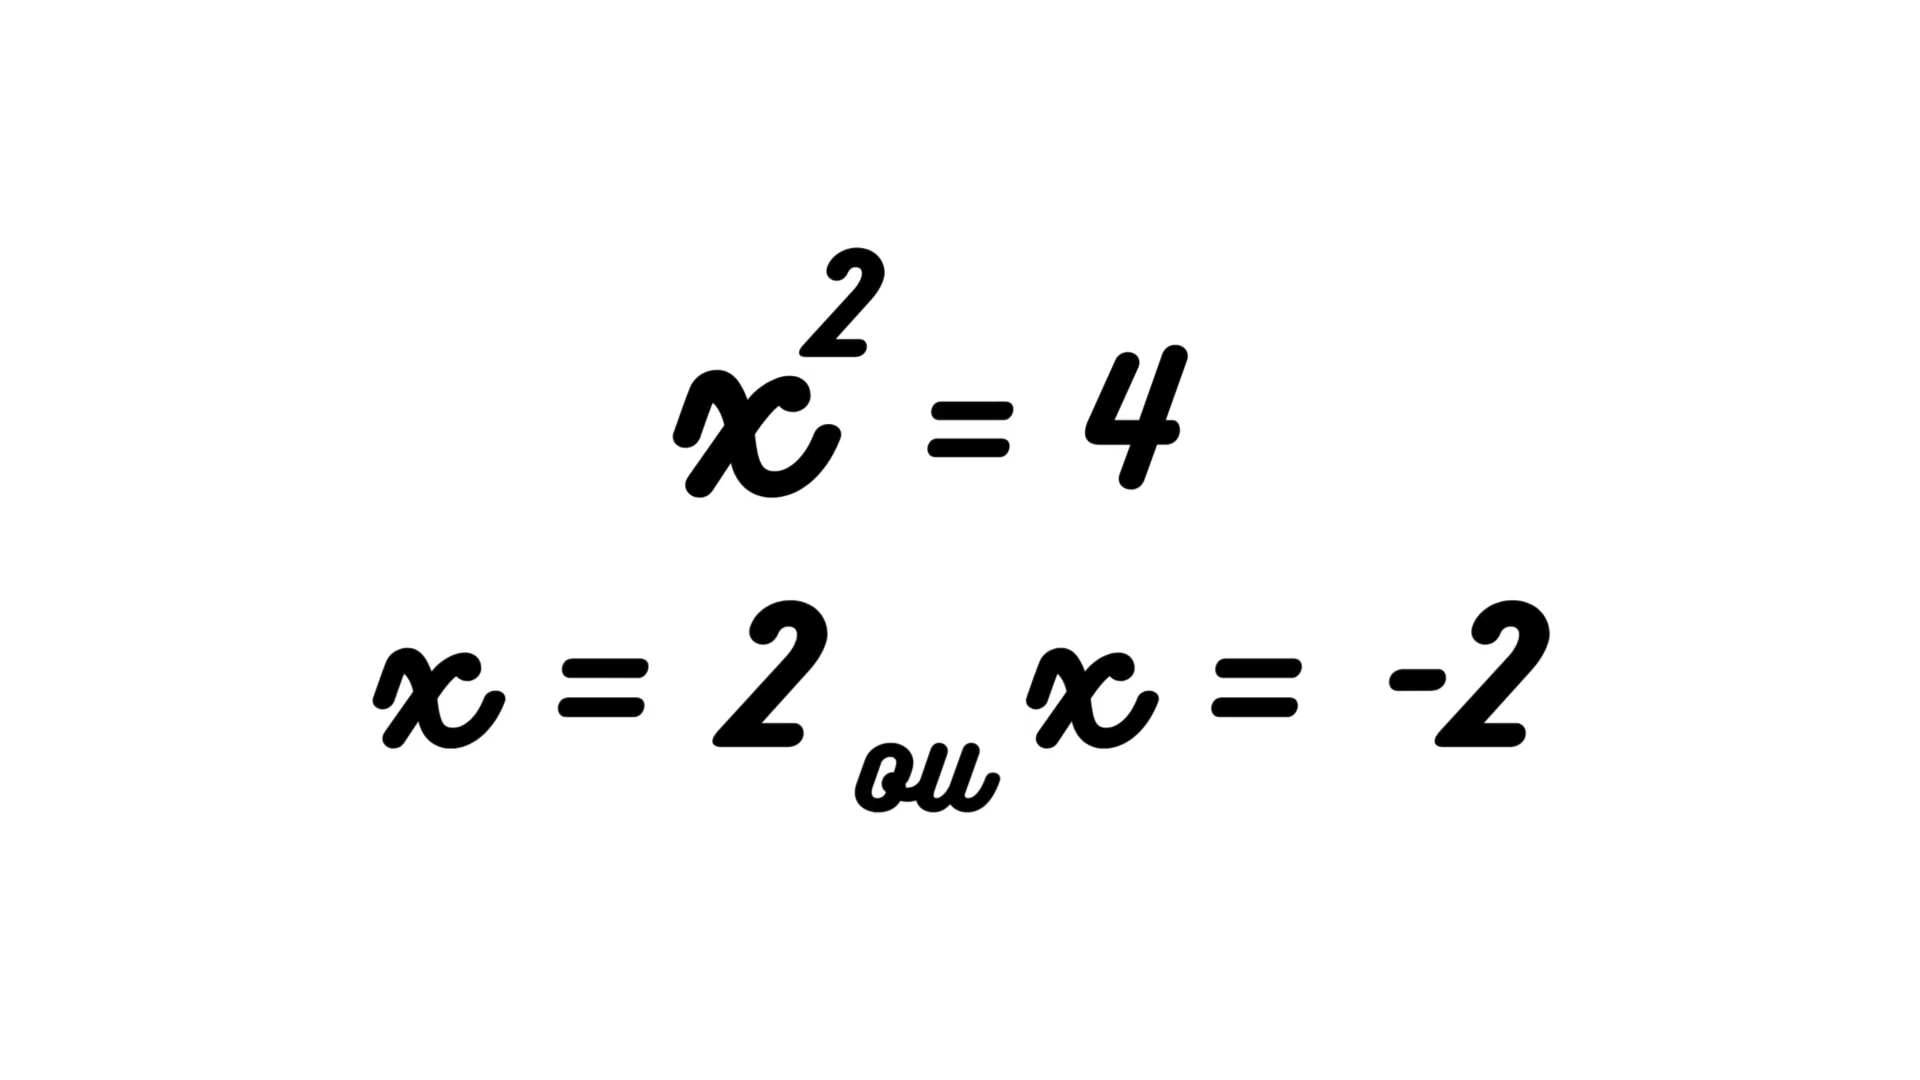 x² = 4
x = 2 ou x = -2